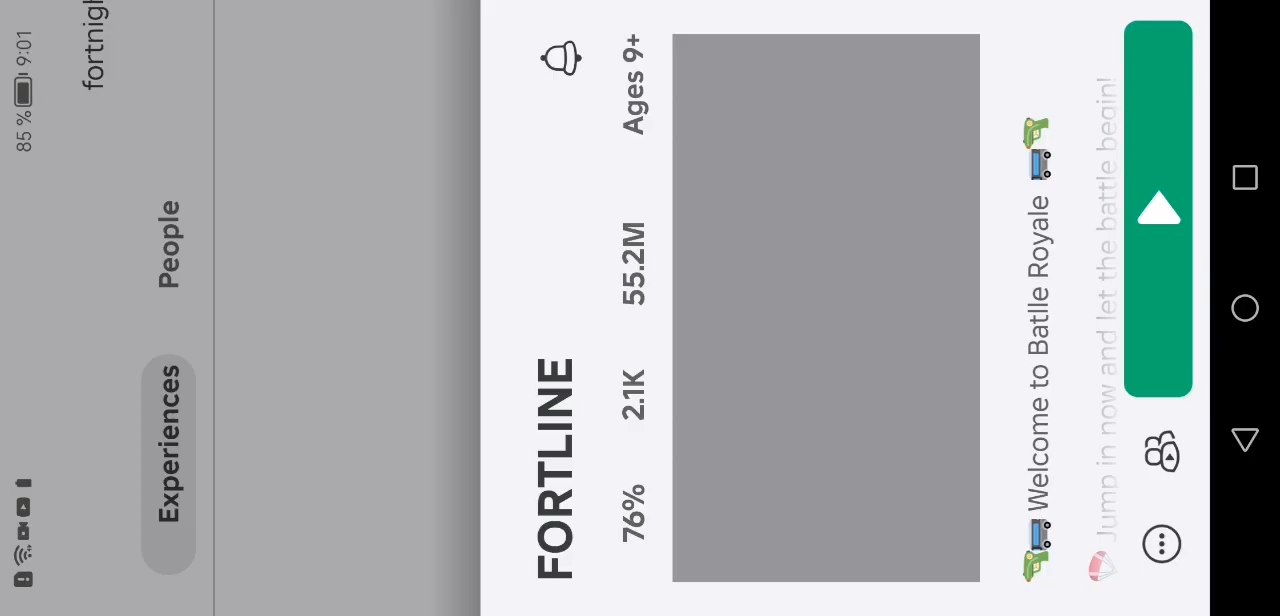 85 % 9:01
fortnigh
Experiences People
FORTLINE
76% 2.1K 55.2M Ages 9+
Welcome to Batlle Royale
Jump in now and let the battle begin!